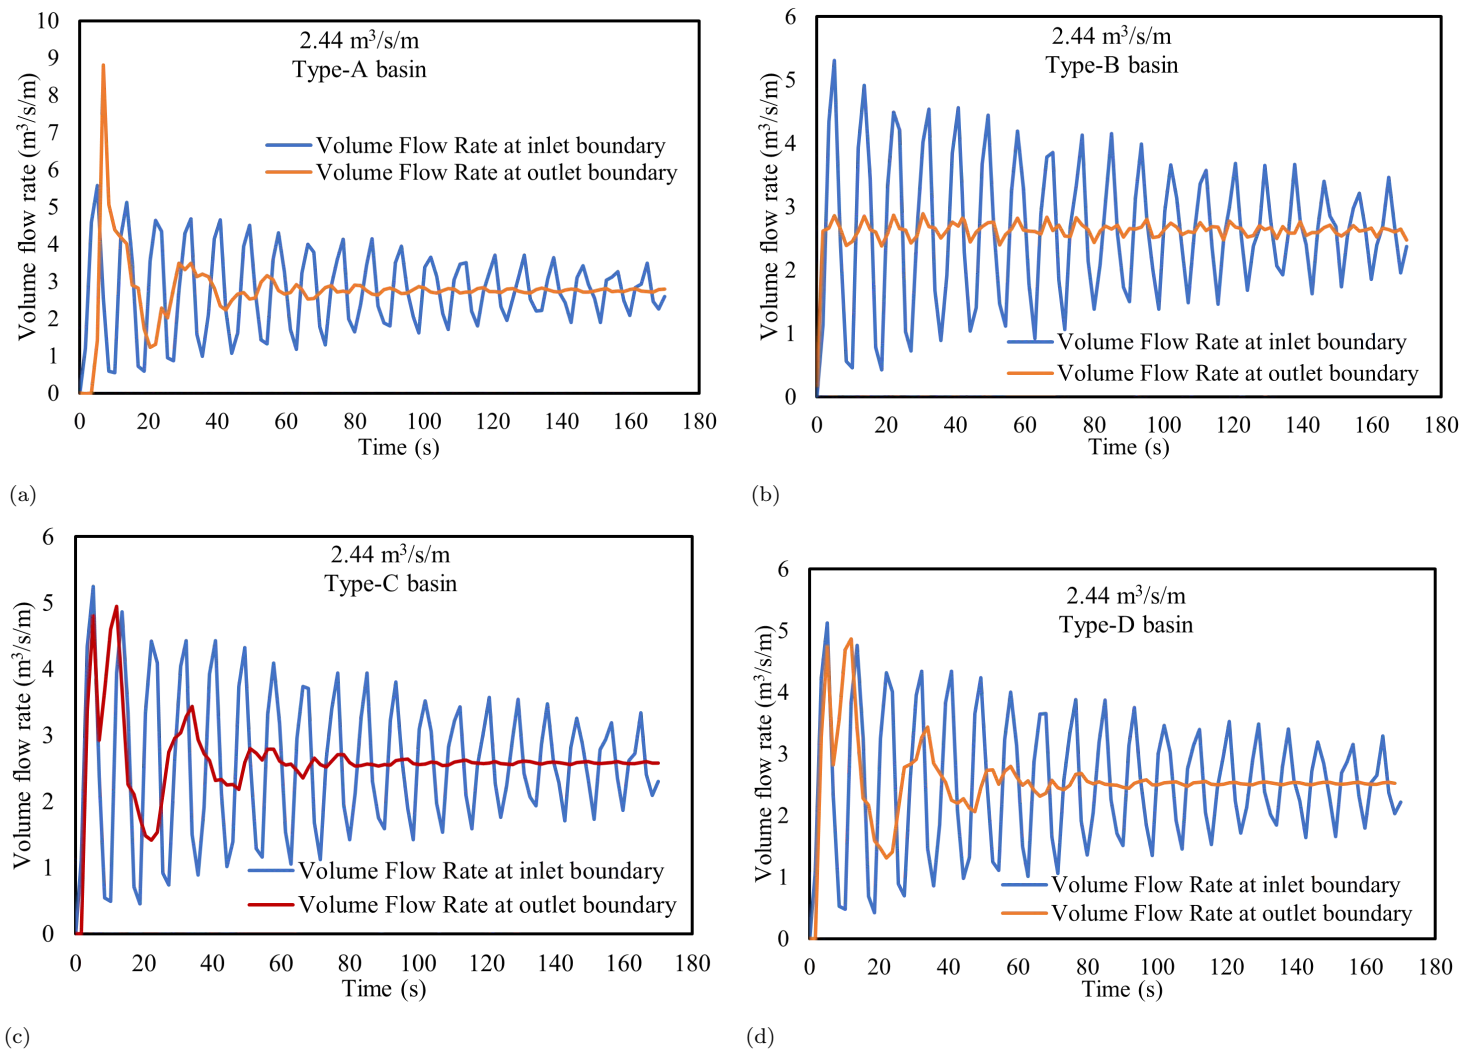 2.44 m³/s/m
Type-A basin
Volume Flow Rate at inlet boundary
Volume Flow Rate at outlet boundary
Volume flow rate (m³/s/m)
10
9
8
7
6
5
4
3
2
1
0
0 20 40 60 80 100 120 140 160 180
Time (s)
(a)
2.44 m³/s/m
Type-B basin
Volume flow rate (m³/s/m)
6
5
4
3
2
1
0
Volume Flow Rate at inlet boundary
Volume Flow Rate at outlet boundary
0 20 40 60 80 100 120 140 160 180
Time (s)
(b)
2.44 m³/s/m
Type-C basin
Volume flow rate (m³/s/m)
6
5
4
3
2
1
0
Volume Flow Rate at inlet boundary
Volume Flow Rate at outlet boundary
0 20 40 60 80 100 120 140 160 180
Time (s)
(c)
2.44 m³/s/m
Type-D basin
Volume flow rate (m³/s/m)
6
5
4
3
2
1
0
Volume Flow Rate at inlet boundary
Volume Flow Rate at outlet boundary
0 20 40 60 80 100 120 140 160 180
Time (s)
(d)